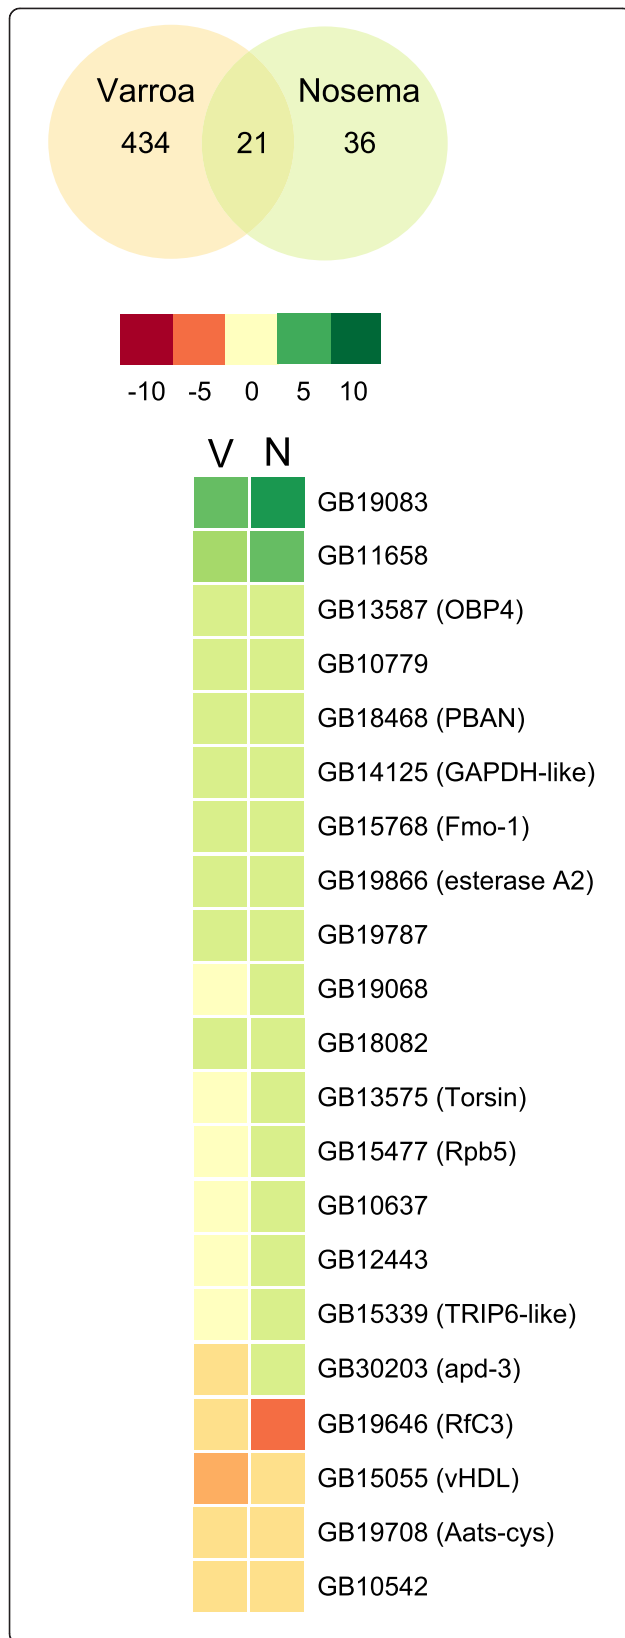 Varroa Nosema
434 21 36
-10 -5 0 5 10
V N
GB19083
GB11658
GB13587 (OBP4)
GB10779
GB18468 (PBAN)
GB14125 (GAPDH-like)
GB15768 (Fmo-1)
GB19866 (esterase A2)
GB19787
GB19068
GB18082
GB13575 (Torsin)
GB15477 (Rpb5)
GB10637
GB12443
GB15339 (TRIP6-like)
GB30203 (apd-3)
GB19646 (RfC3)
GB15055 (vHDL)
GB19708 (Aats-cys)
GB10542